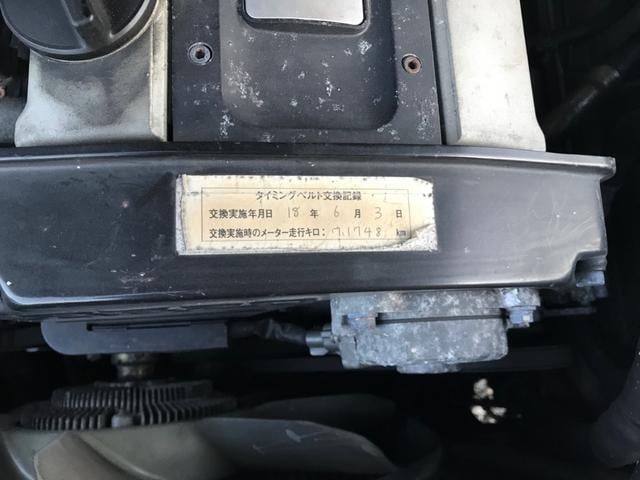 タイミングベルト交換記録
交換実施年月日 18 年 6 月 3 日
交換実施時のメーター走行キロ: 71748 km